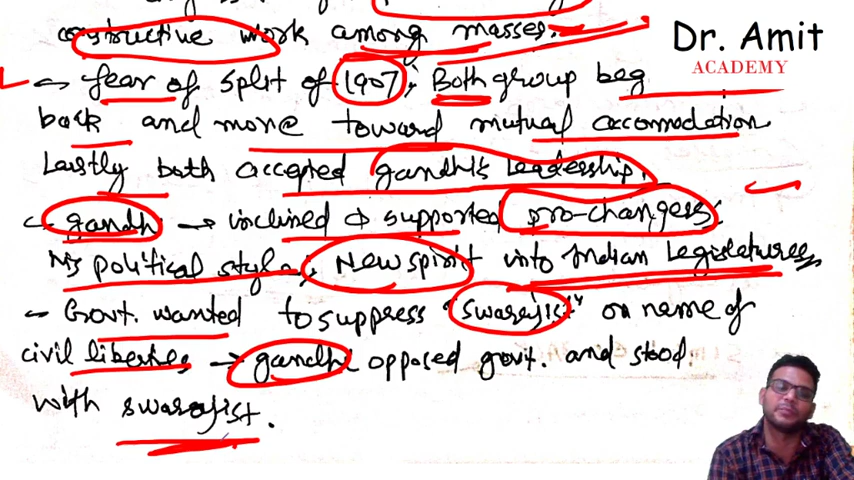 constructive work among masses.
Dr. Amit
ACADEMY
← fear of split of 1907; Both group beg
back and mone toward mutual accomodation
Lastly both accepted gandhi's Leadership.
← gandhi → inclined & supported pro-changers;
his political style; New spirit into Indian Legislatures,
← Govt. wanted to suppress "swarajist" on name of
civil liberties → gandhi opposed govt. and stood
with swarajist.